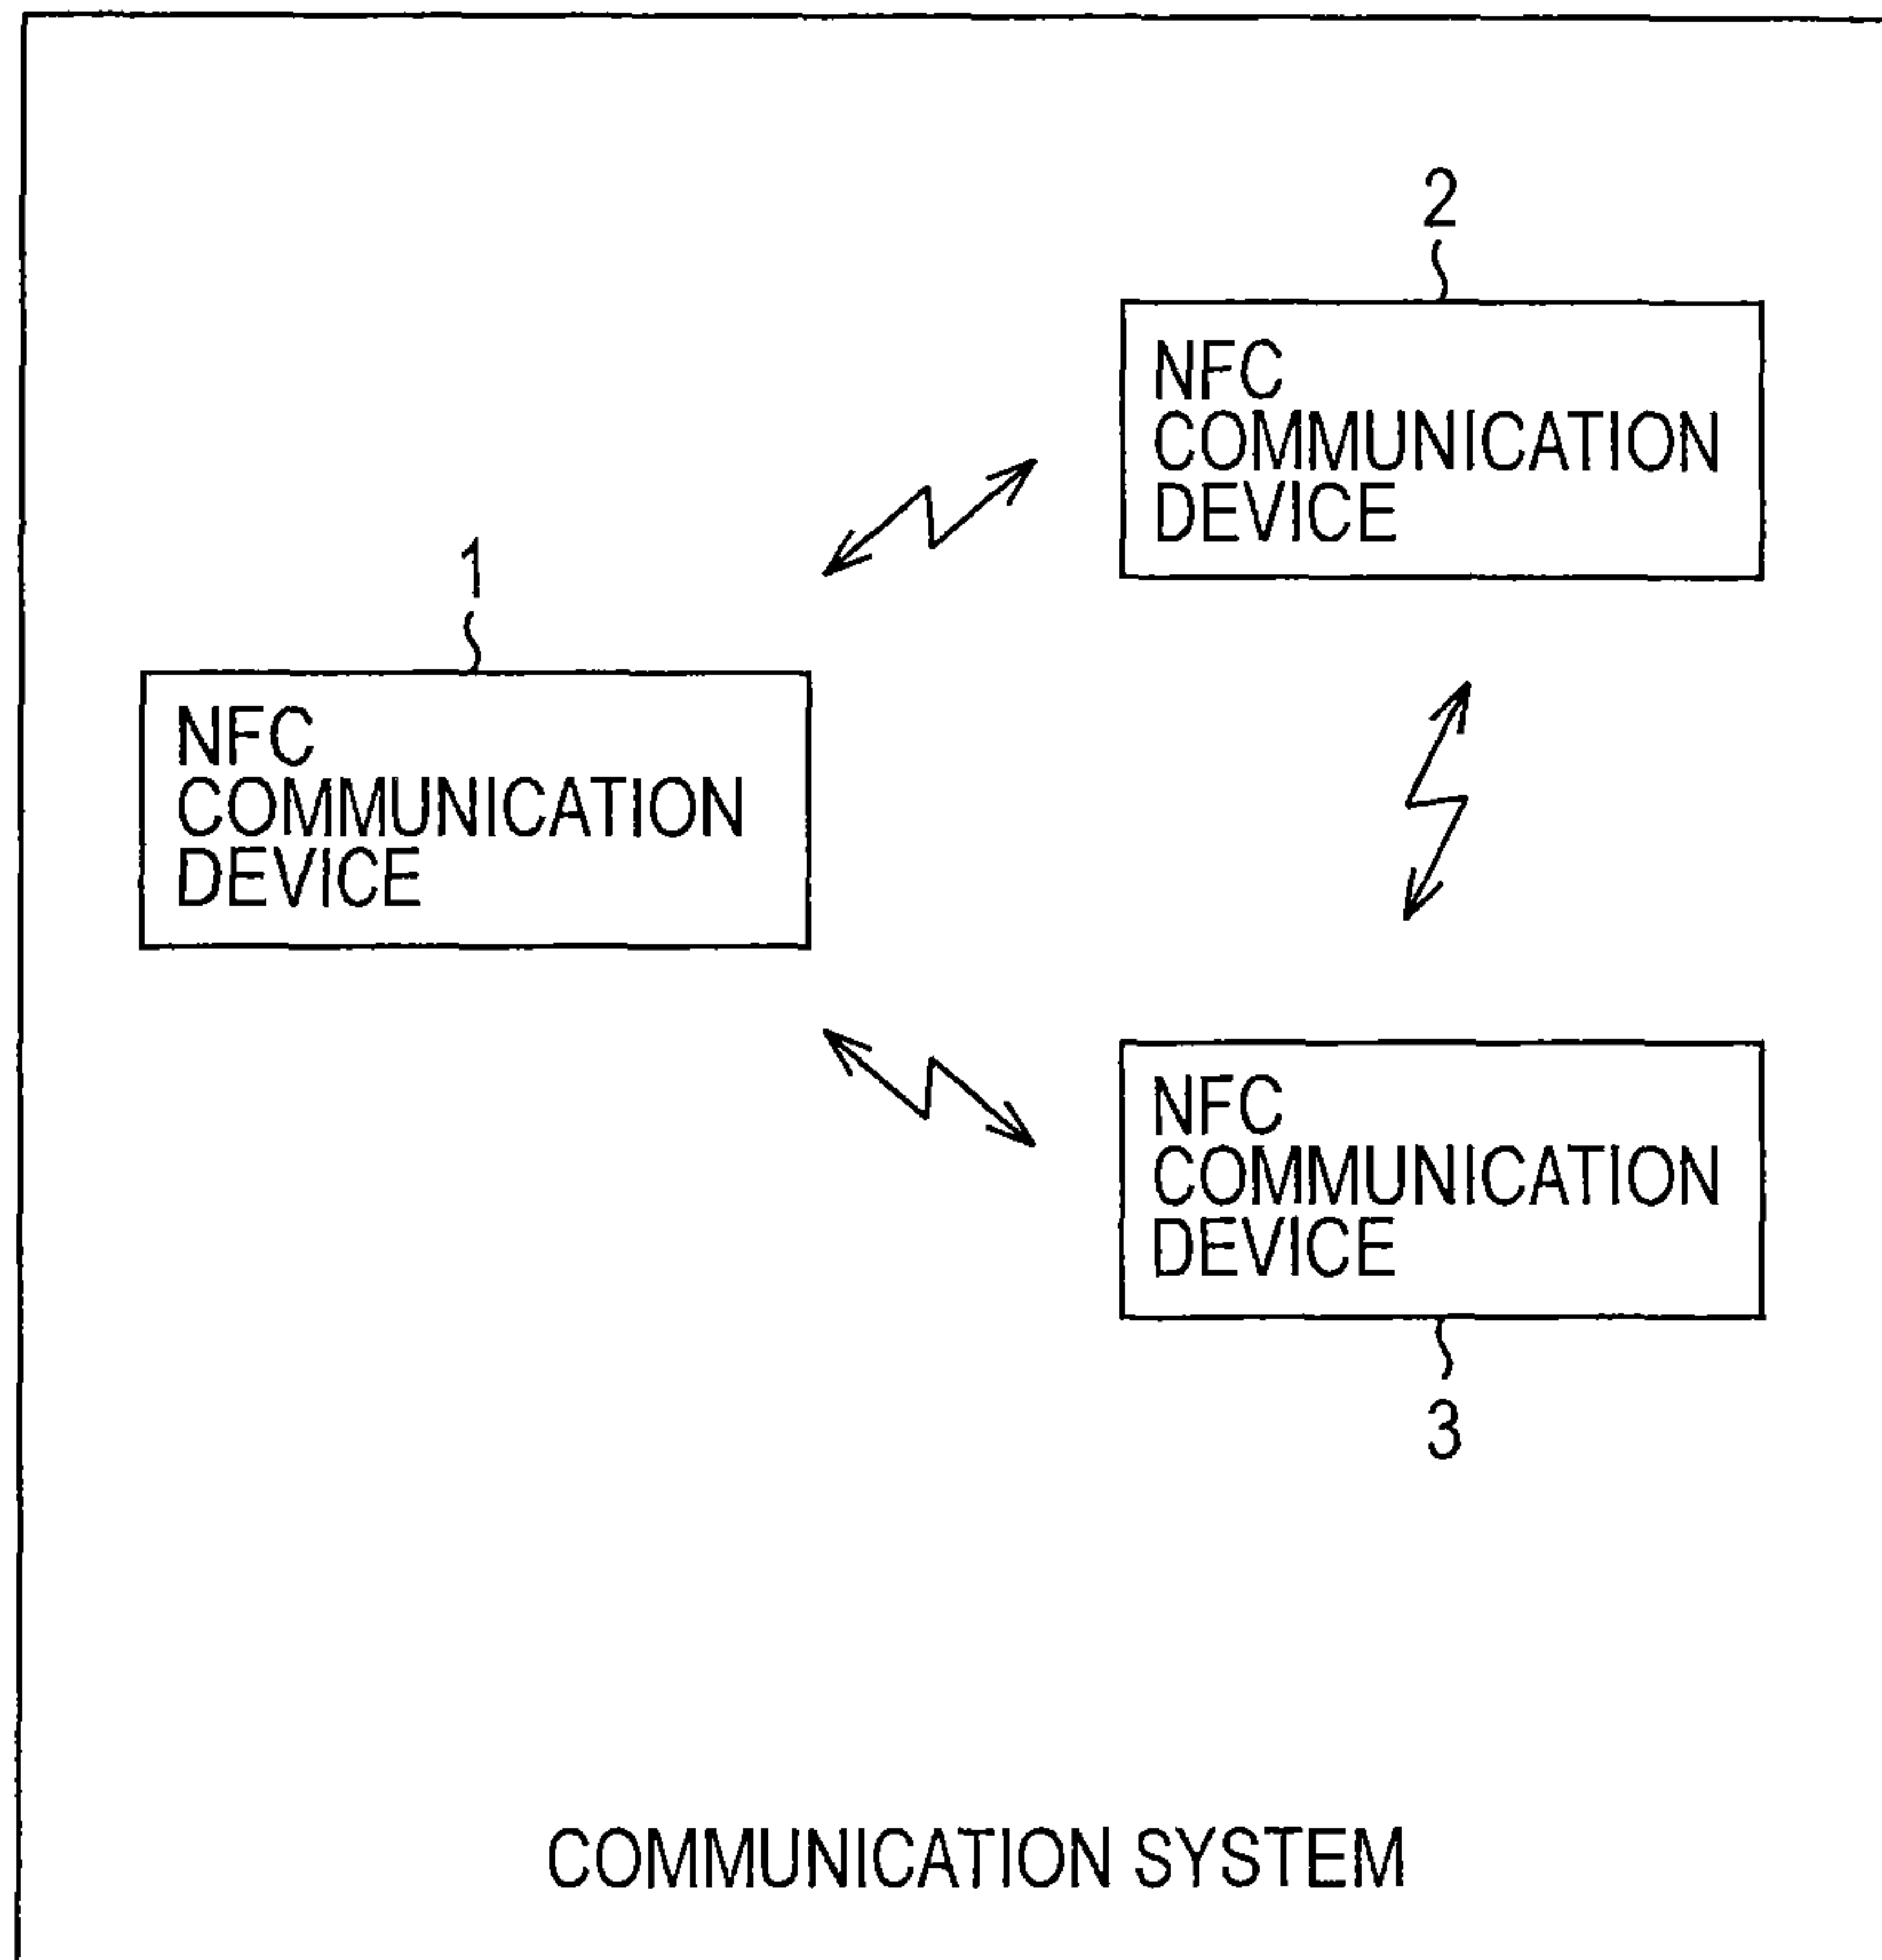 2
NFC
COMMUNICATION
DEVICE
1
NFC
COMMUNICATION
DEVICE
NFC
COMMUNICATION
DEVICE
3
COMMUNICATION SYSTEM